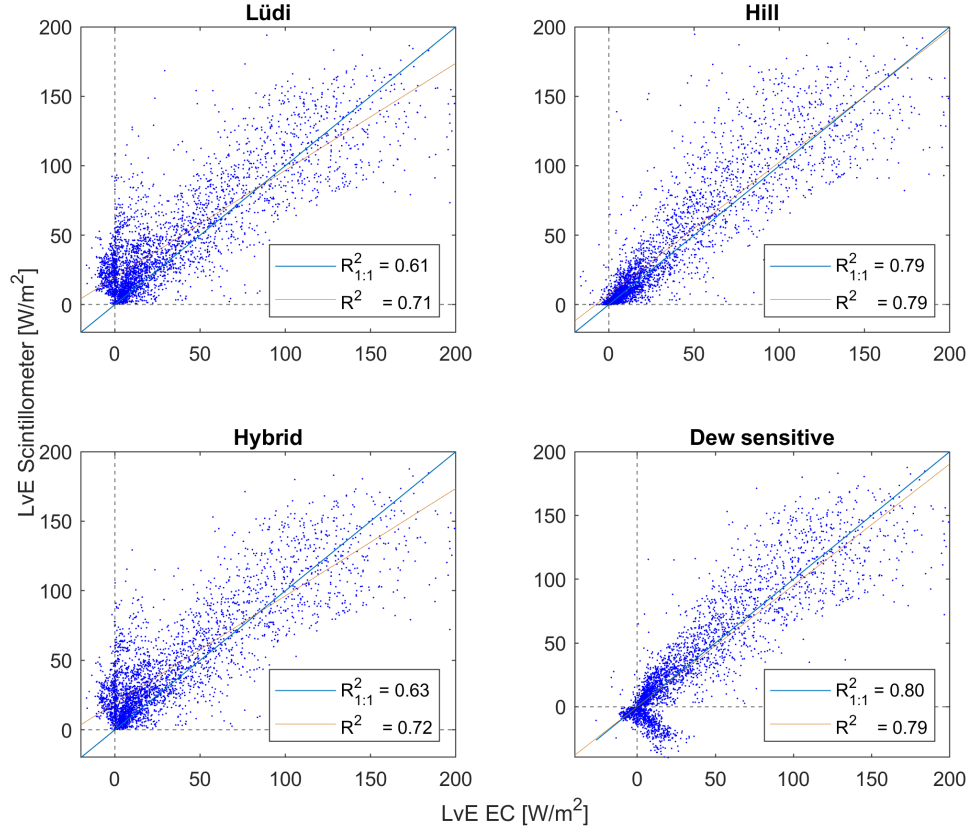 Lüdi
Hill
200
150
100
50
0
0 50 100 150 200
R²₁:₁ = 0.61
R² = 0.71
200
150
100
50
0
0 50 100 150 200
R²₁:₁ = 0.79
R² = 0.79
LvE Scintillometer [W/m²]
Hybrid
Dew sensitive
200
150
100
50
0
0 50 100 150 200
R²₁:₁ = 0.63
R² = 0.72
200
150
100
50
0
0 50 100 150 200
R²₁:₁ = 0.80
R² = 0.79
LvE EC [W/m²]